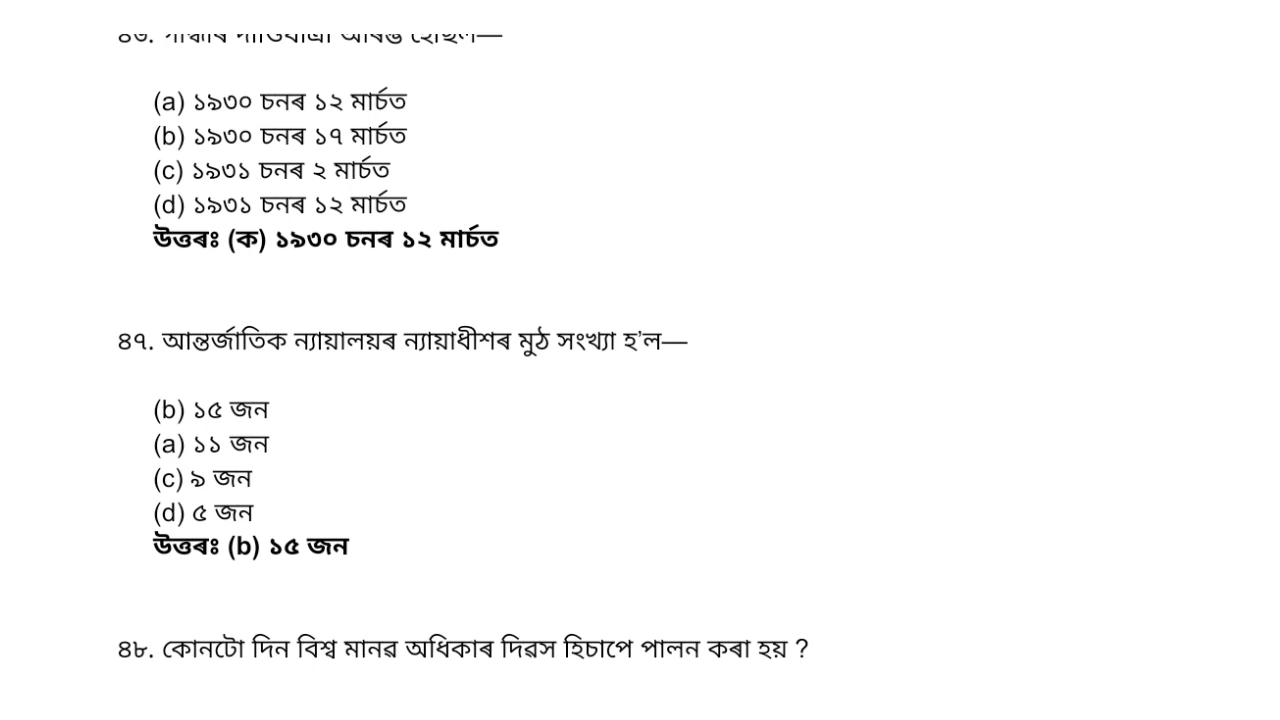 ৪৬. গান্ধীৰ দাণ্ডিযাত্ৰা আৰম্ভ হৈছিল—
(a) ১৯৩০ চনৰ ১২ মাৰ্চত
(b) ১৯৩০ চনৰ ১৭ মাৰ্চত
(c) ১৯৩১ চনৰ ২ মাৰ্চত
(d) ১৯৩১ চনৰ ১২ মাৰ্চত
উত্তৰঃ (ক) ১৯৩০ চনৰ ১২ মাৰ্চত
৪৭. আন্তৰ্জাতিক ন্যায়ালয়ৰ ন্যায়াধীশৰ মুঠ সংখ্যা হ’ল—
(b) ১৫ জন
(a) ১১ জন
(c) ৯ জন
(d) ৫ জন
উত্তৰঃ (b) ১৫ জন
৪৮. কোনটো দিন বিশ্ব মানৱ অধিকাৰ দিৱস হিচাপে পালন কৰা হয় ?